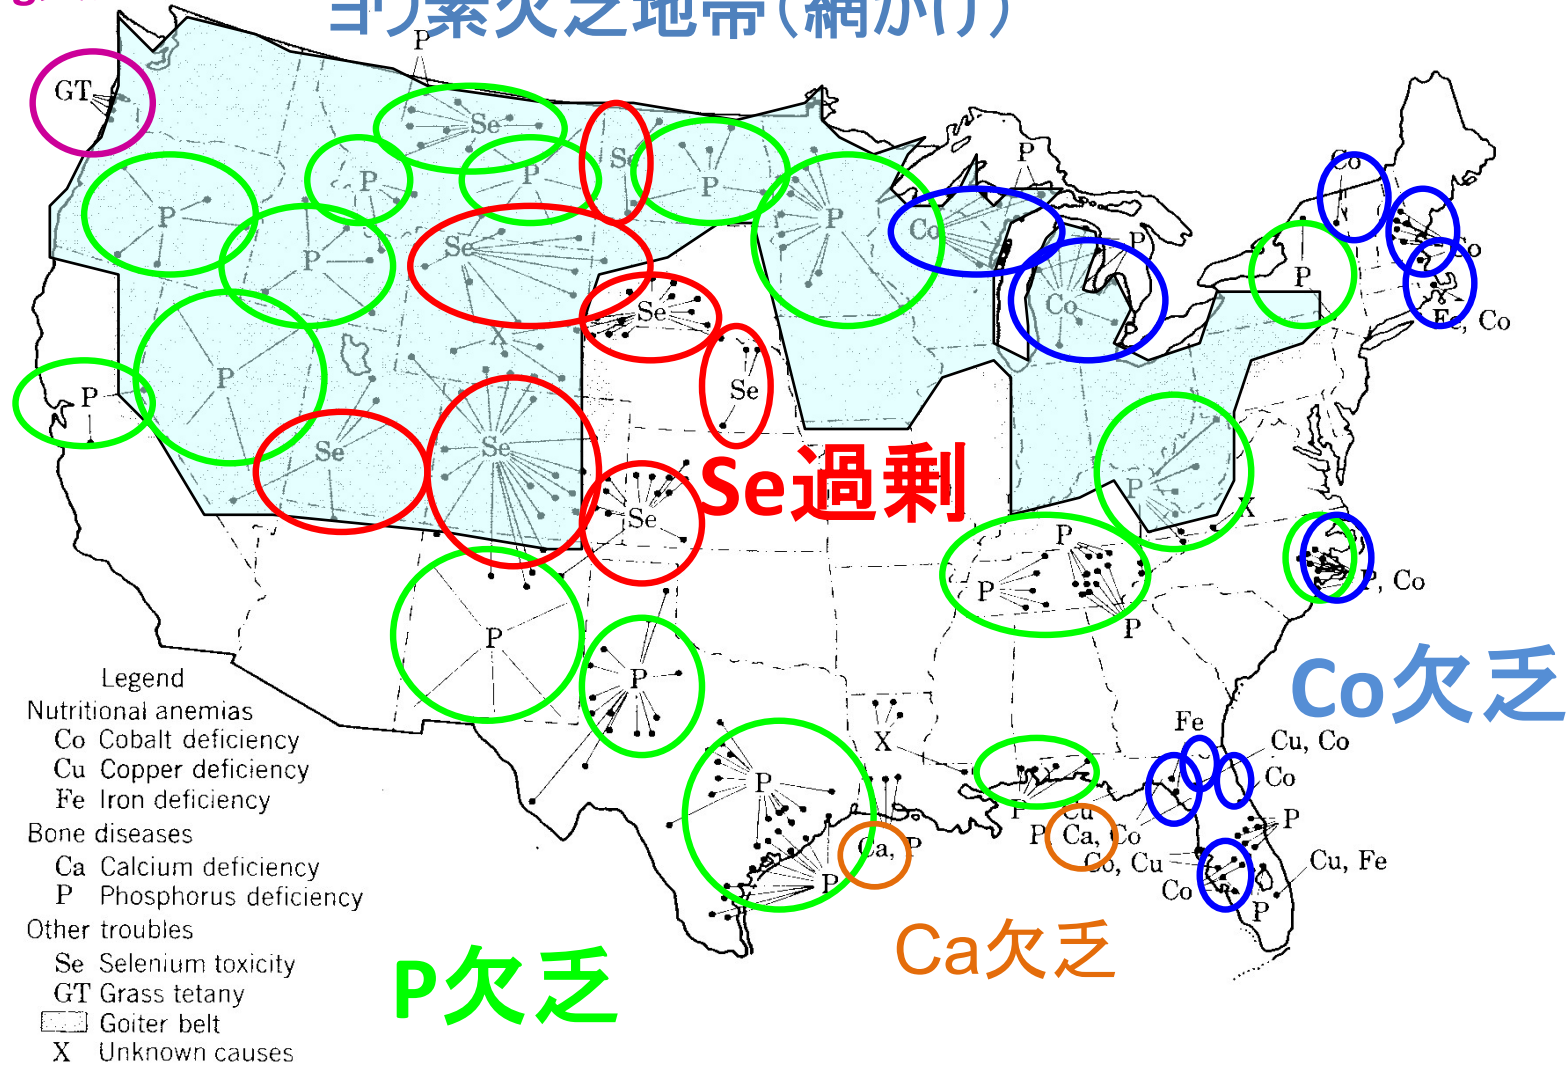 ヨウ素欠乏地帯（網かけ）
P
GT
Se
P
Se
P
P
P
P
Co
Co
P
P
P
Se
P
Co
P
Co
P
Fe, Co
Se
X
P
P
Se
P
Se
Se
Se過剰
P
X
Se
P
P
P, Co
P
P
P
Co欠乏
Legend
Nutritional anemias
Co Cobalt deficiency
Cu Copper deficiency
Fe Iron deficiency
Bone diseases
Ca Calcium deficiency
P Phosphorus deficiency
Other troubles
Se Selenium toxicity
GT Grass tetany
Goiter belt
X Unknown causes
Fe
X
Cu, Co
Co
P
P
Cu
P, Ca, Co
P
Ca, P
Co, Cu
Cu, Fe
P
Co
P
Ca欠乏
P欠乏